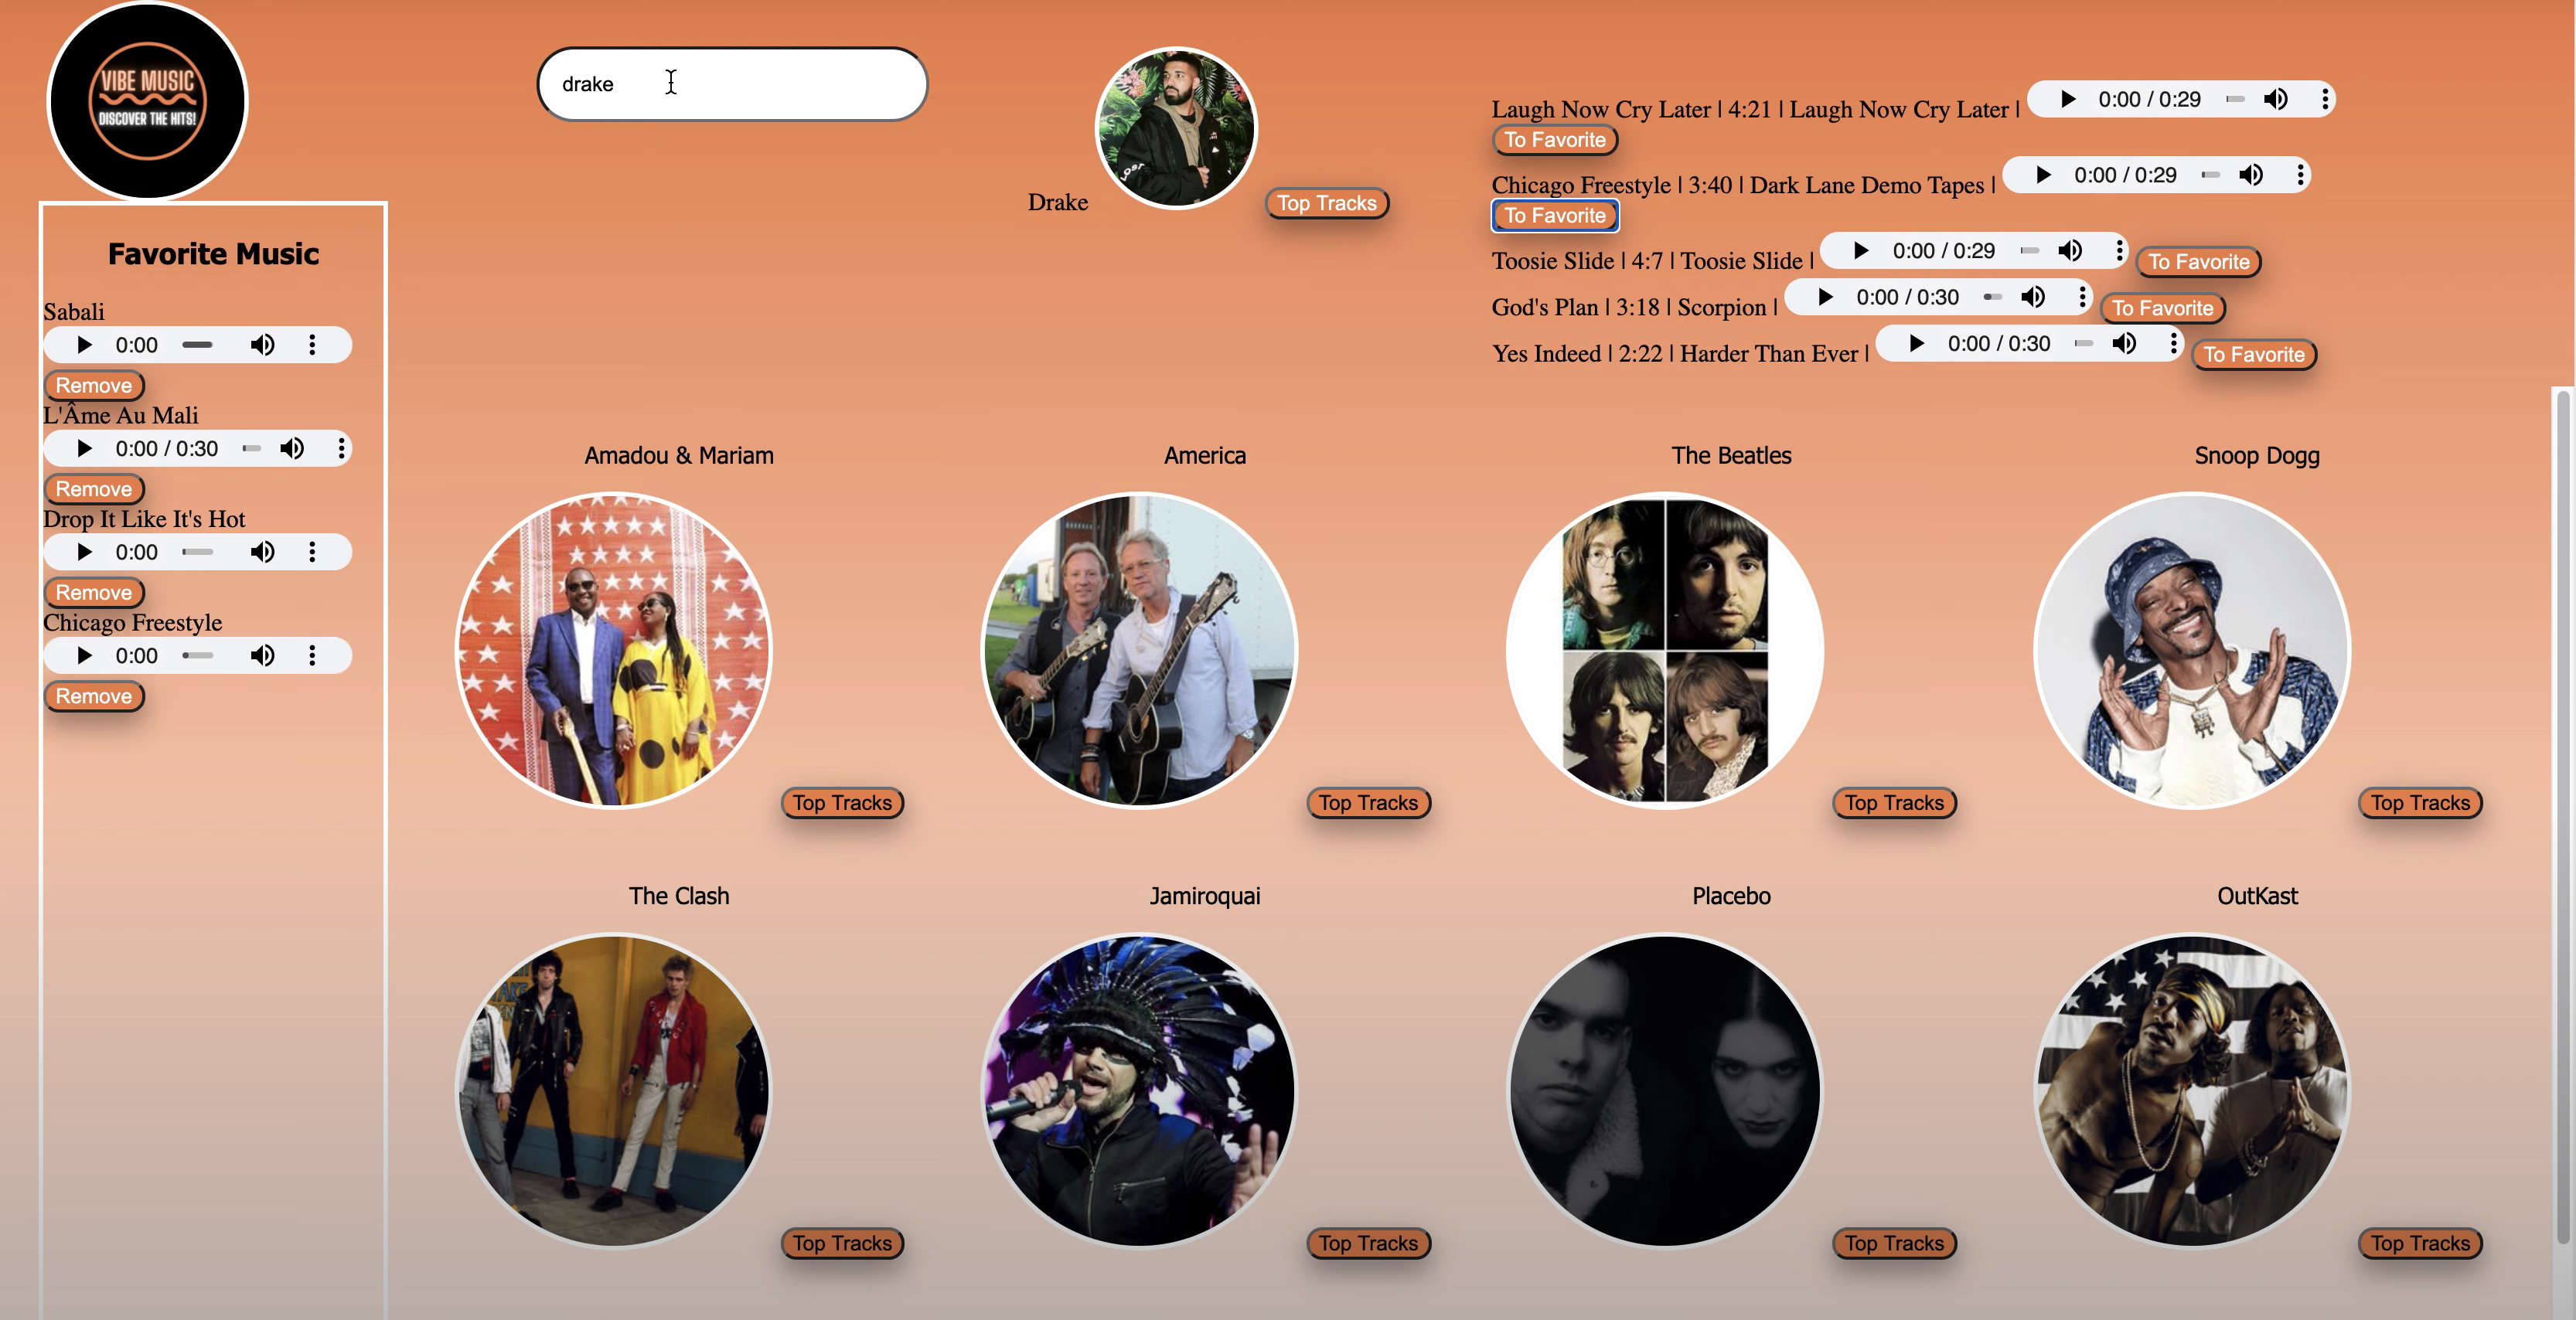 VIBE MUSIC
DISCOVER THE HITS!
drake
Drake
Top Tracks
Laugh Now Cry Later | 4:21 | Laugh Now Cry Later | 0:00 / 0:29
To Favorite
Chicago Freestyle | 3:40 | Dark Lane Demo Tapes | 0:00 / 0:29
To Favorite
Toosie Slide | 4:7 | Toosie Slide | 0:00 / 0:29 To Favorite
God's Plan | 3:18 | Scorpion | 0:00 / 0:30 To Favorite
Yes Indeed | 2:22 | Harder Than Ever | 0:00 / 0:30 To Favorite
Favorite Music
Sabali
0:00
Remove
L'Âme Au Mali
0:00 / 0:30
Remove
Drop It Like It's Hot
0:00
Remove
Chicago Freestyle
0:00
Remove
Amadou & Mariam
Top Tracks
America
Top Tracks
The Beatles
Top Tracks
Snoop Dogg
Top Tracks
The Clash
Top Tracks
Jamiroquai
Top Tracks
Placebo
Top Tracks
OutKast
Top Tracks